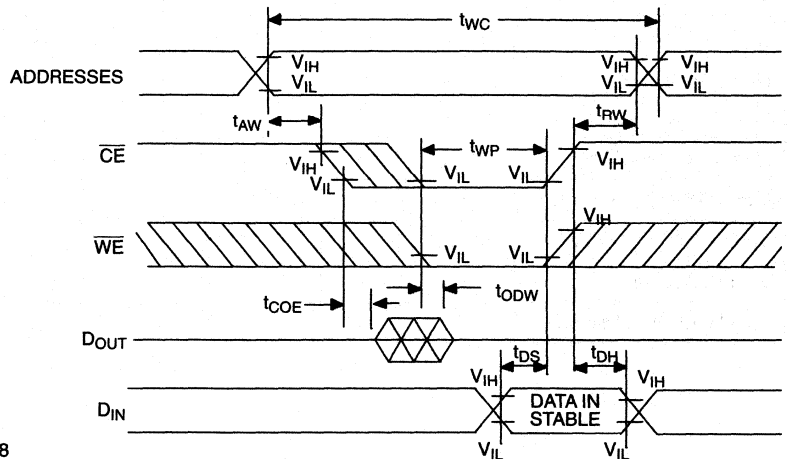 tWC
ADDRESSES
VIH VIH VIH
VIL VIL VIL
tAW tRW
CE
tWP
VIH VIH
VIL VIL VIL
WE
VIH
VIL VIL
tCOE tODW
DOUT
tDS tDH
VIH VIH
DIN
DATA IN
STABLE
VIL VIL
8